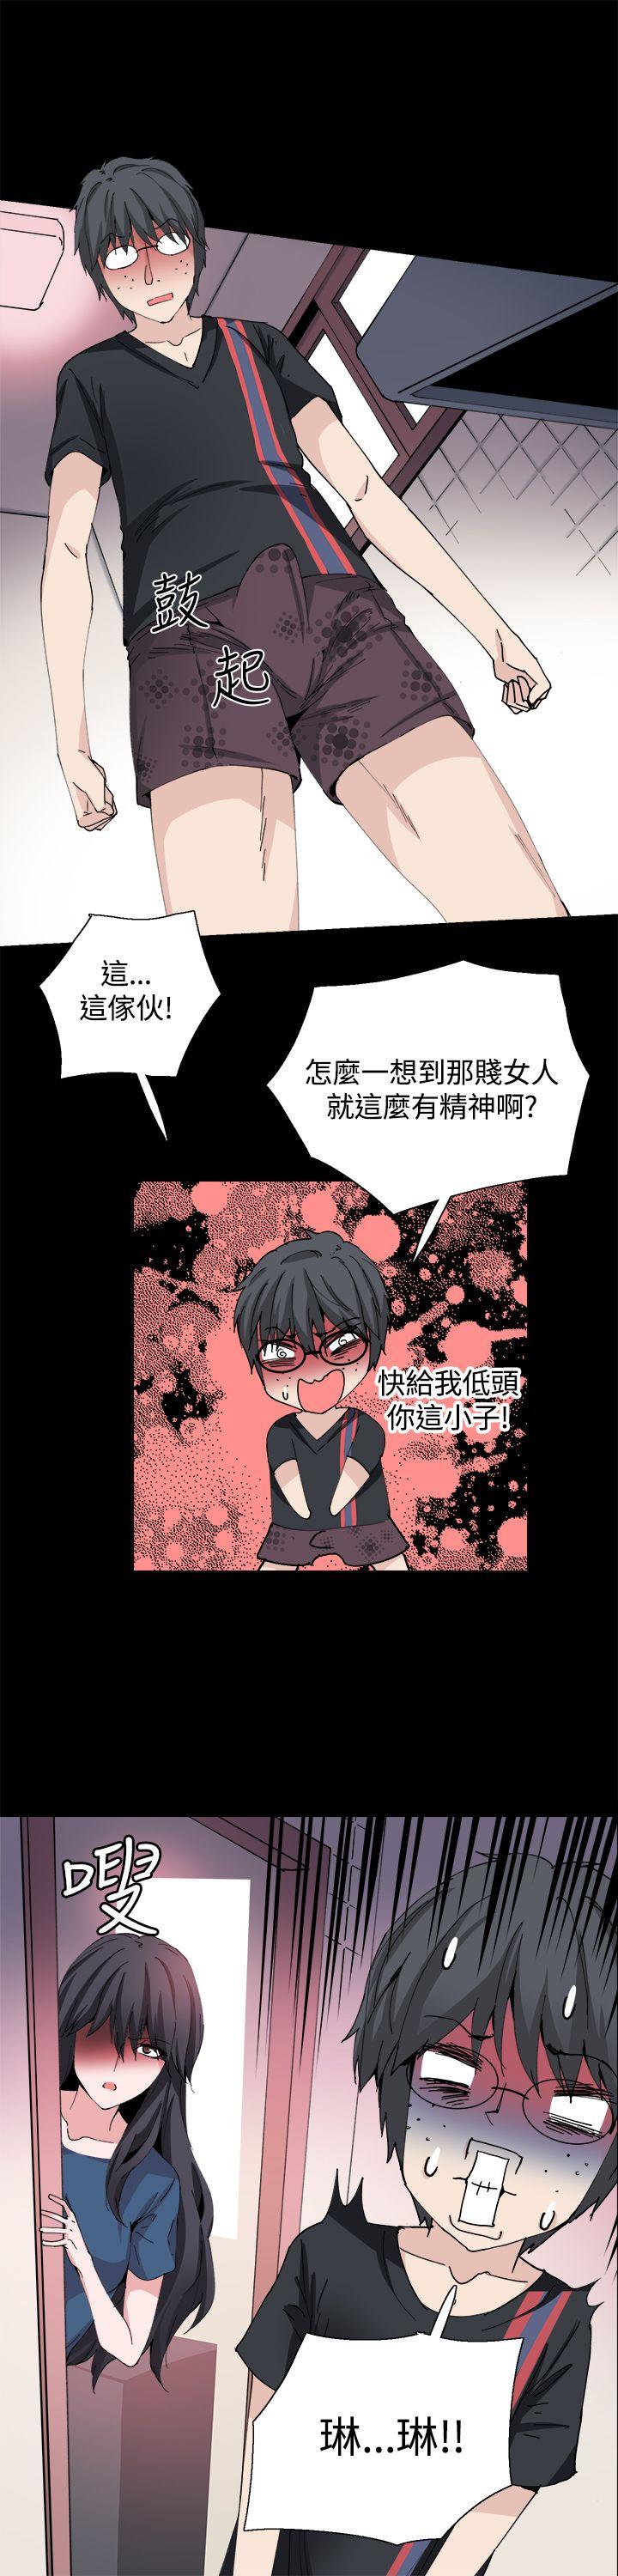 鼓
起
這...
這傢伙!
怎麼一想到那賤女人
就這麼有精神啊?
快給我低頭
你這小子!
嗖
琳...琳!!